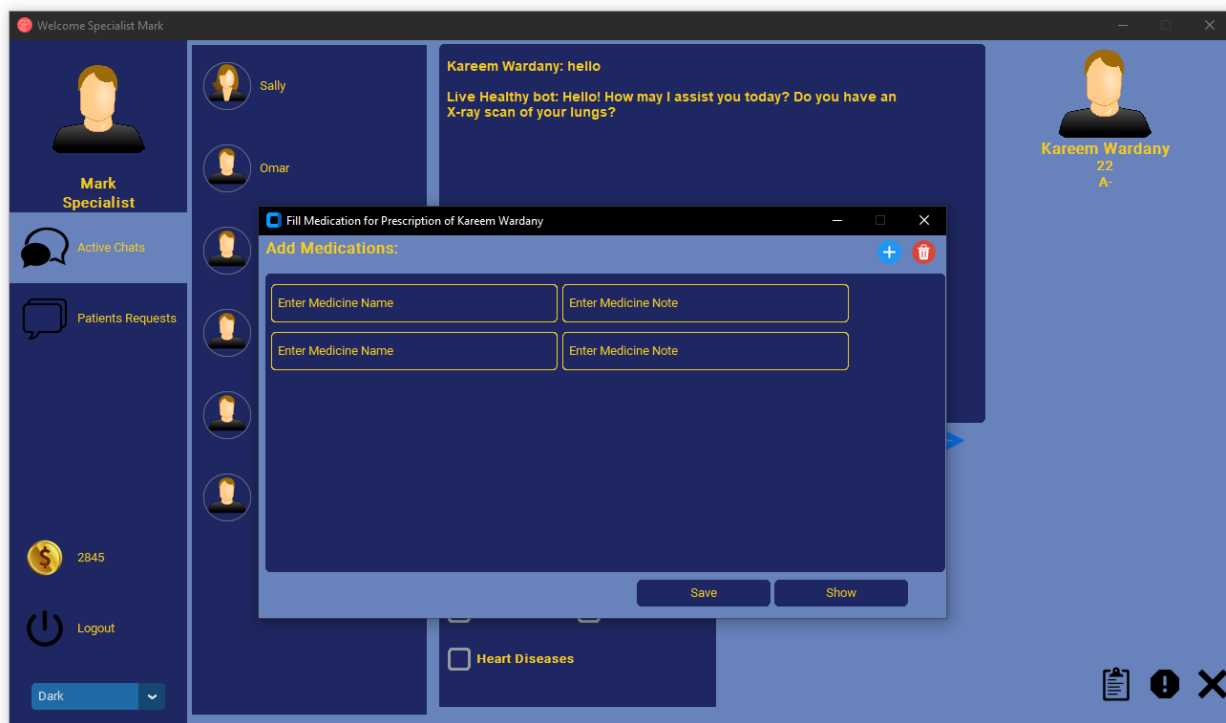 Welcome Specialist Mark
Mark
Specialist
Active Chats
Patients Requests
2845
Logout
Dark
Sally
Omar
Kareem Wardany: hello
Live Healthy bot: Hello! How may I assist you today? Do you have an
X-ray scan of your lungs?
Kareem Wardany
22
A-
Fill Medication for Prescription of Kareem Wardany
Add Medications:
Enter Medicine Name
Enter Medicine Note
Enter Medicine Name
Enter Medicine Note
Save
Show
Heart Diseases